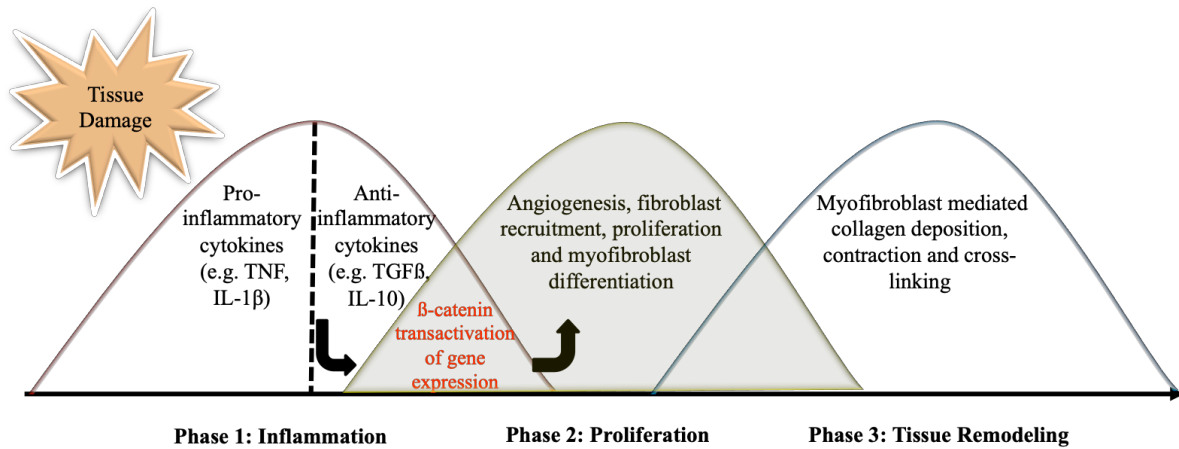 Tissue
Damage
Pro-
inflammatory
cytokines
(e.g. TNF,
IL-1β)
Anti-
inflammatory
cytokines
(e.g. TGFß,
IL-10)
ß-catenin
transactivation
of gene
expression
Angiogenesis, fibroblast
recruitment, proliferation
and myofibroblast
differentiation
Myofibroblast mediated
collagen deposition,
contraction and cross-
linking
Phase 1: Inflammation
Phase 2: Proliferation
Phase 3: Tissue Remodeling